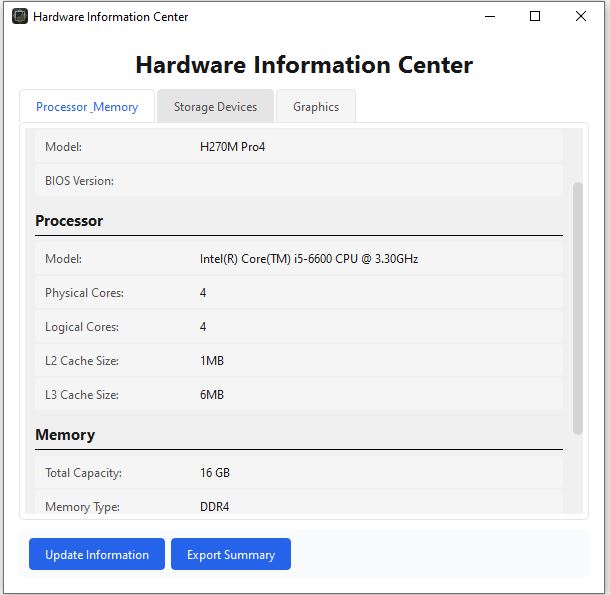 Hardware Information Center
Hardware Information Center
Processor_Memory Storage Devices Graphics
Model: H270M Pro4
BIOS Version:
Processor
Model: Intel(R) Core(TM) i5-6600 CPU @ 3.30GHz
Physical Cores: 4
Logical Cores: 4
L2 Cache Size: 1MB
L3 Cache Size: 6MB
Memory
Total Capacity: 16 GB
Memory Type: DDR4
Update Information Export Summary